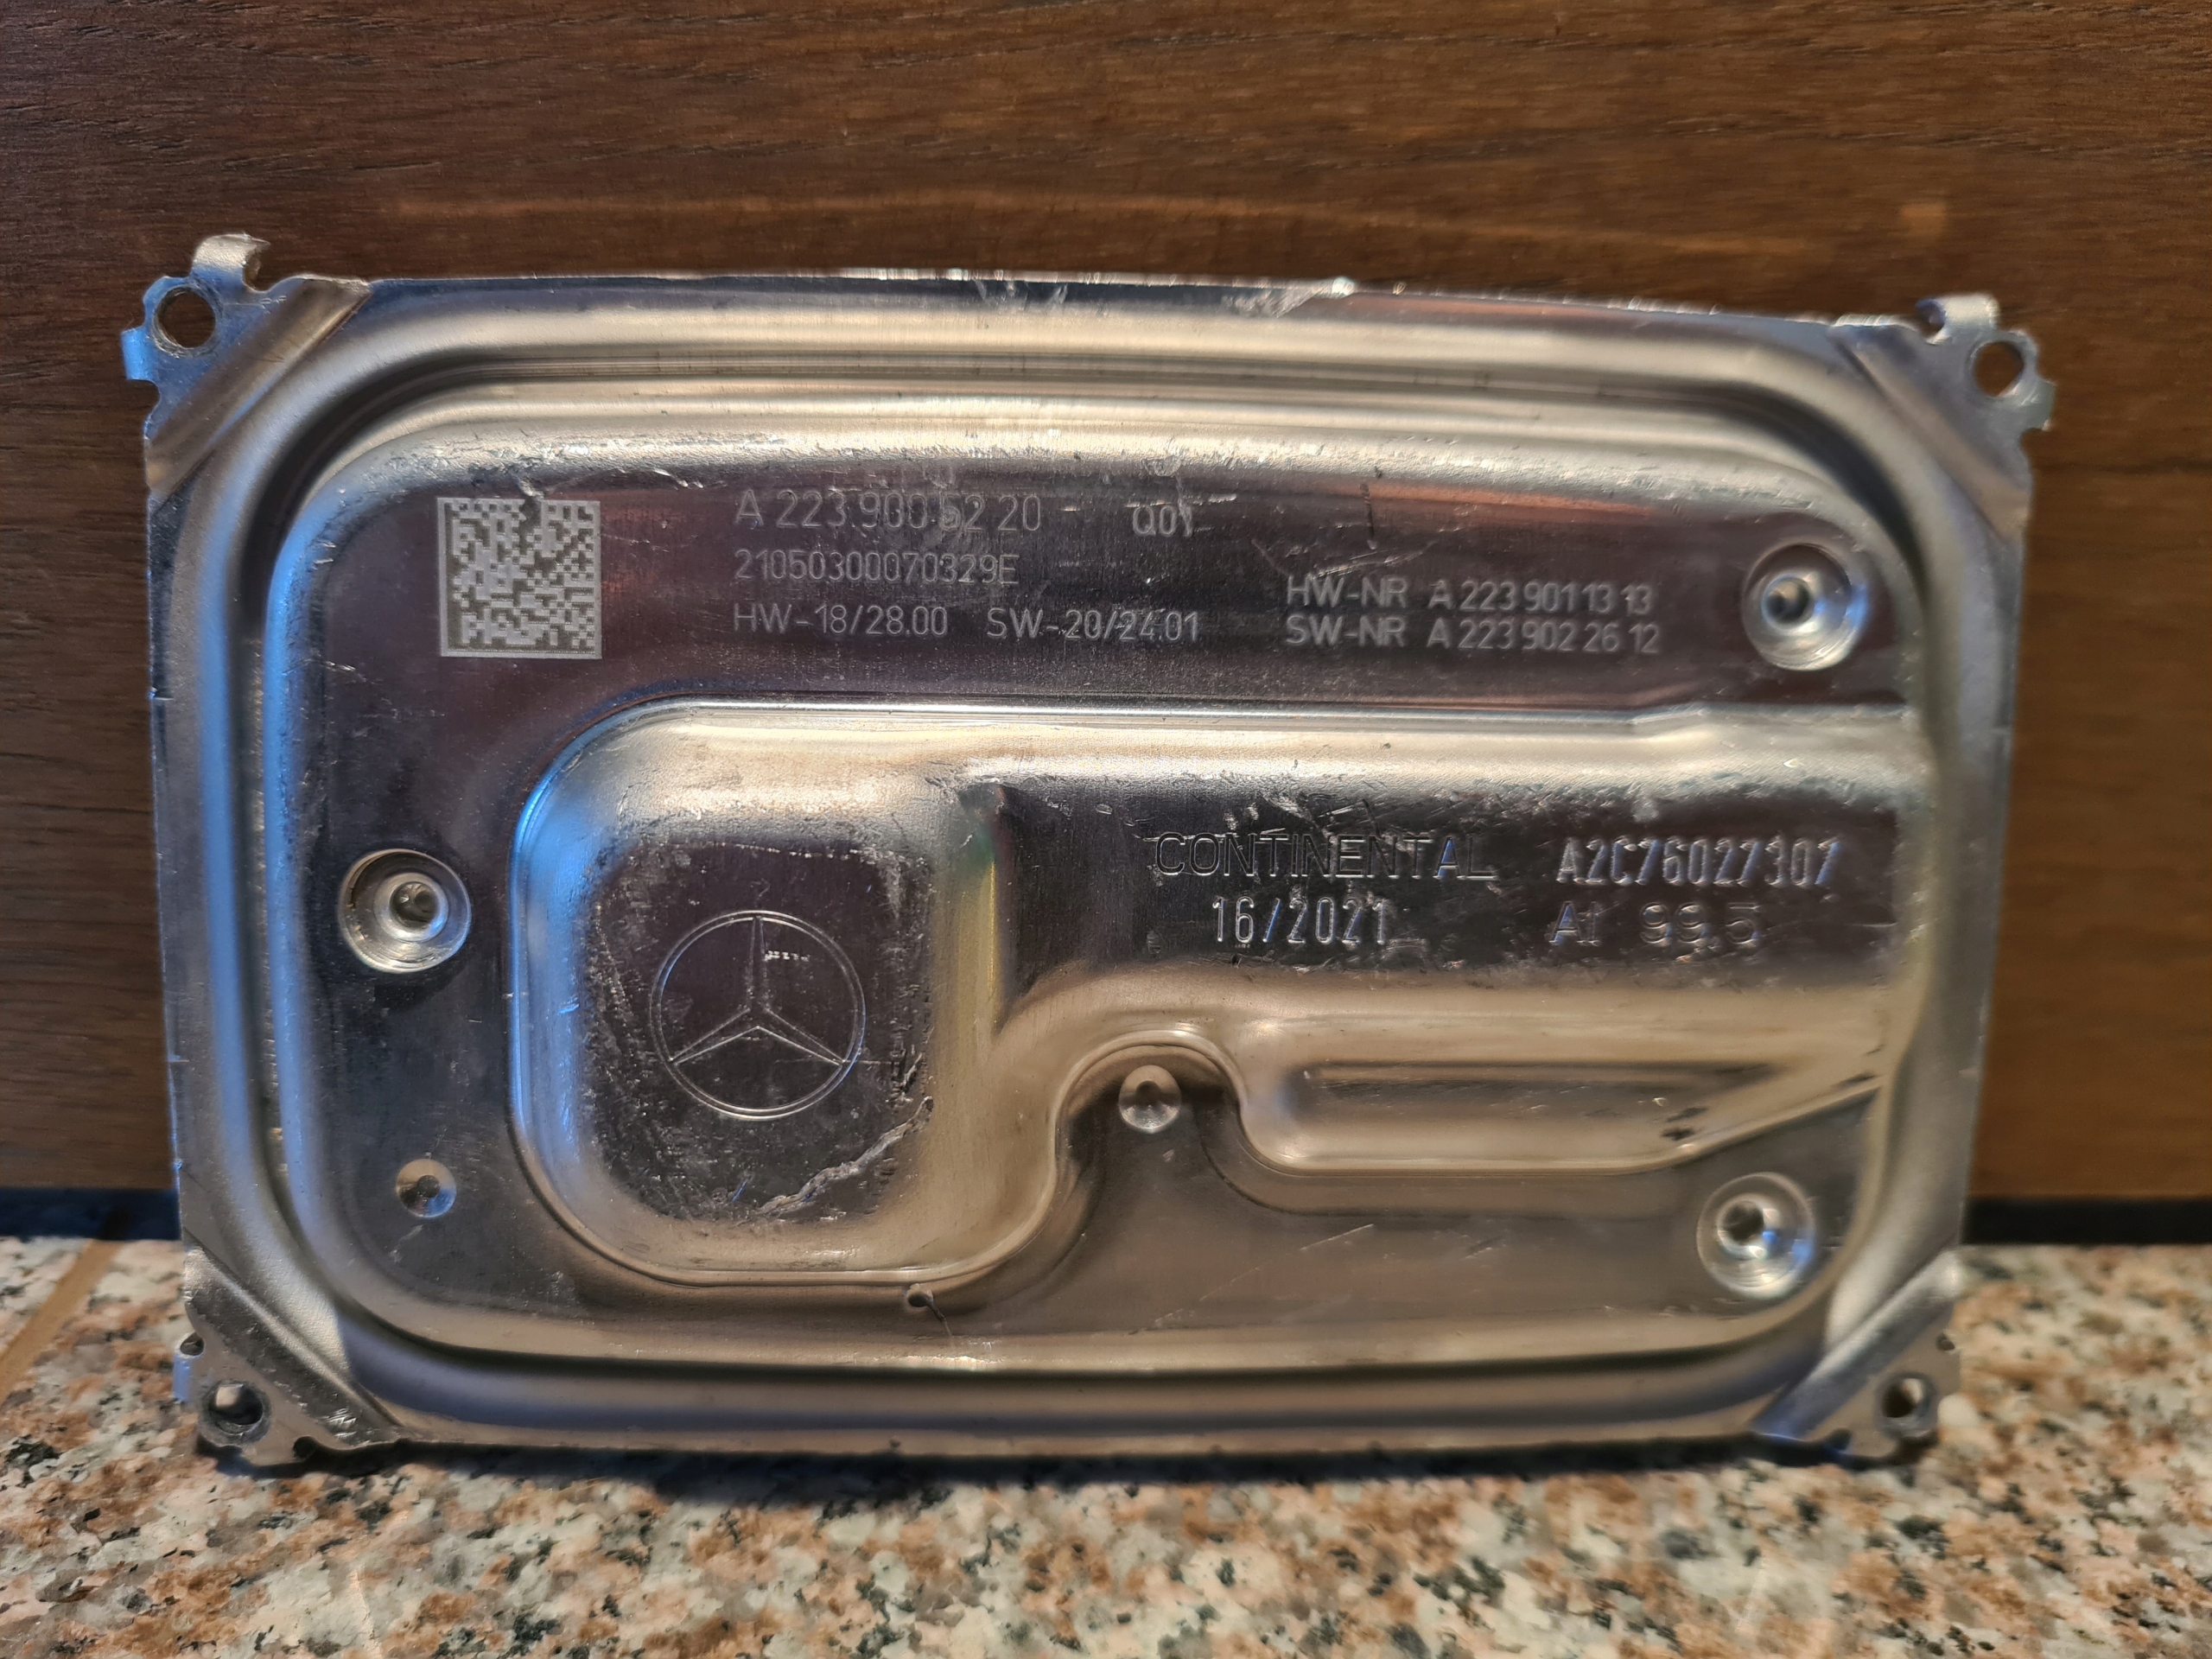 A 223 900 52 20 Q01
21050300070329E
HW-18/28.00 SW-20/24.01
HW-NR A 223 901 13 13
SW-NR A 223 902 26 12
CONTINENTAL A2C76027307
16/2021 Al 99.5